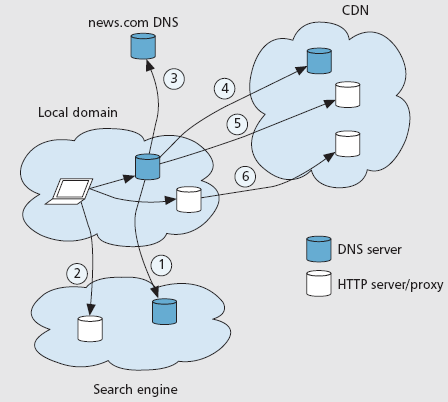 CDN
news.com DNS
3
4
Local domain
5
6
DNS server
2
1
HTTP server/proxy
Search engine